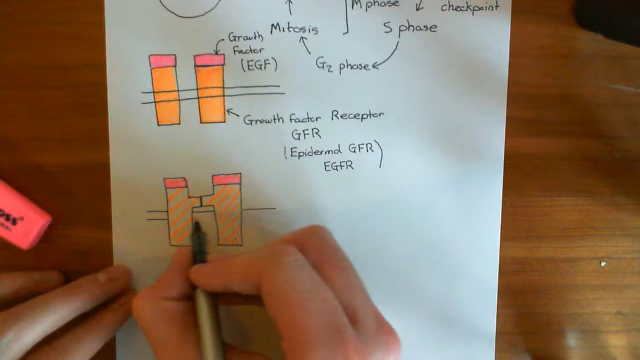 M phase
checkpoint
Mitosis
S phase
G2 phase
Growth
Factor
(EGF)
Growth factor Receptor
GFR
(Epidermal GFR)
EGFR